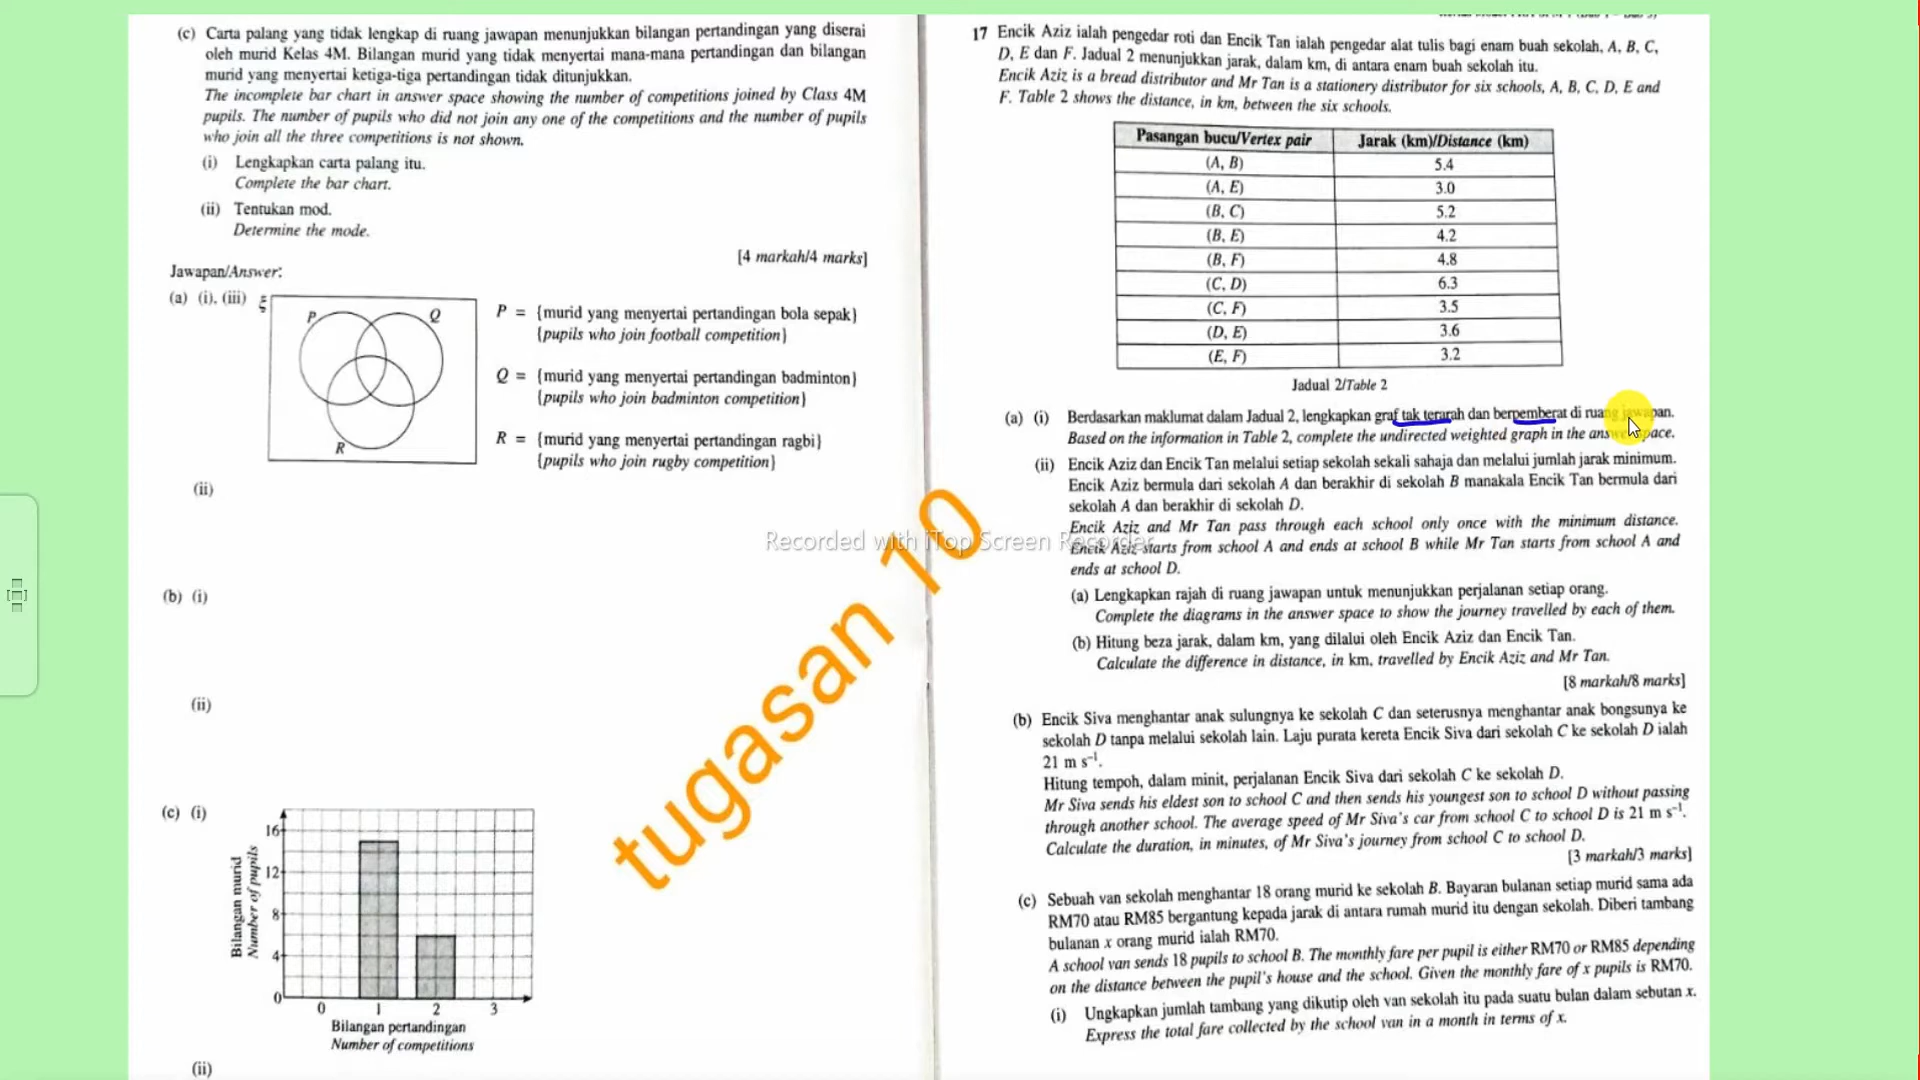 (c) Carta palang yang tidak lengkap di ruang jawapan menunjukkan bilangan pertandingan yang diserai
oleh murid Kelas 4M. Bilangan murid yang tidak menyertai mana-mana pertandingan dan bilangan
murid yang menyertai ketiga-tiga pertandingan tidak ditunjukkan.
The incomplete bar chart in answer space showing the number of competitions joined by Class 4M
pupils. The number of pupils who did not join any one of the competitions and the number of pupils
who join all the three competitions is not shown.
(i) Lengkapkan carta palang itu.
Complete the bar chart.
(ii) Tentukan mod.
Determine the mode.
[4 markah/4 marks]
Jawapan/Answer:
(a) (i), (iii) ξ
P
Q
R
P = {murid yang menyertai pertandingan bola sepak}
{pupils who join football competition}
Q = {murid yang menyertai pertandingan badminton}
{pupils who join badminton competition}
R = {murid yang menyertai pertandingan ragbi}
{pupils who join rugby competition}
(ii)
(b) (i)
(ii)
(c) (i)
Bilangan murid
Number of pupils
16
12
8
4
0
0 1 2 3
Bilangan pertandingan
Number of competitions
(ii)
tugasan 10
Recorded with iTop Screen Recorder
17 Encik Aziz ialah pengedar roti dan Encik Tan ialah pengedar alat tulis bagi enam buah sekolah, A, B, C,
D, E dan F. Jadual 2 menunjukkan jarak, dalam km, di antara enam buah sekolah itu.
Encik Aziz is a bread distributor and Mr Tan is a stationery distributor for six schools, A, B, C, D, E and
F. Table 2 shows the distance, in km, between the six schools.
Pasangan bucu/Vertex pair Jarak (km)/Distance (km)
(A, B) 5.4
(A, E) 3.0
(B, C) 5.2
(B, E) 4.2
(B, F) 4.8
(C, D) 6.3
(C, F) 3.5
(D, E) 3.6
(E, F) 3.2
Jadual 2/Table 2
(a) (i) Berdasarkan maklumat dalam Jadual 2, lengkapkan graf tak terarah dan berpemberat di ruang jawapan.
Based on the information in Table 2, complete the undirected weighted graph in the answer space.
(ii) Encik Aziz dan Encik Tan melalui setiap sekolah sekali sahaja dan melalui jumlah jarak minimum.
Encik Aziz bermula dari sekolah A dan berakhir di sekolah B manakala Encik Tan bermula dari
sekolah A dan berakhir di sekolah D.
Encik Aziz and Mr Tan pass through each school only once with the minimum distance.
Encik Aziz starts from school A and ends at school B while Mr Tan starts from school A and
ends at school D.
(a) Lengkapkan rajah di ruang jawapan untuk menunjukkan perjalanan setiap orang.
Complete the diagrams in the answer space to show the journey travelled by each of them.
(b) Hitung beza jarak, dalam km, yang dilalui oleh Encik Aziz dan Encik Tan.
Calculate the difference in distance, in km, travelled by Encik Aziz and Mr Tan.
[8 markah/8 marks]
(b) Encik Siva menghantar anak sulungnya ke sekolah C dan seterusnya menghantar anak bongsunya ke
sekolah D tanpa melalui sekolah lain. Laju purata kereta Encik Siva dari sekolah C ke sekolah D ialah
21 m s⁻¹.
Hitung tempoh, dalam minit, perjalanan Encik Siva dari sekolah C ke sekolah D.
Mr Siva sends his eldest son to school C and then sends his youngest son to school D without passing
through another school. The average speed of Mr Siva's car from school C to school D is 21 m s⁻¹.
Calculate the duration, in minutes, of Mr Siva's journey from school C to school D.
[3 markah/3 marks]
(c) Sebuah van sekolah menghantar 18 orang murid ke sekolah B. Bayaran bulanan setiap murid sama ada
RM70 atau RM85 bergantung kepada jarak di antara rumah murid itu dengan sekolah. Diberi tambang
bulanan x orang murid ialah RM70.
A school van sends 18 pupils to school B. The monthly fare per pupil is either RM70 or RM85 depending
on the distance between the pupil's house and the school. Given the monthly fare of x pupils is RM70.
(i) Ungkapkan jumlah tambang yang dikutip oleh van sekolah itu pada suatu bulan dalam sebutan x.
Express the total fare collected by the school van in a month in terms of x.